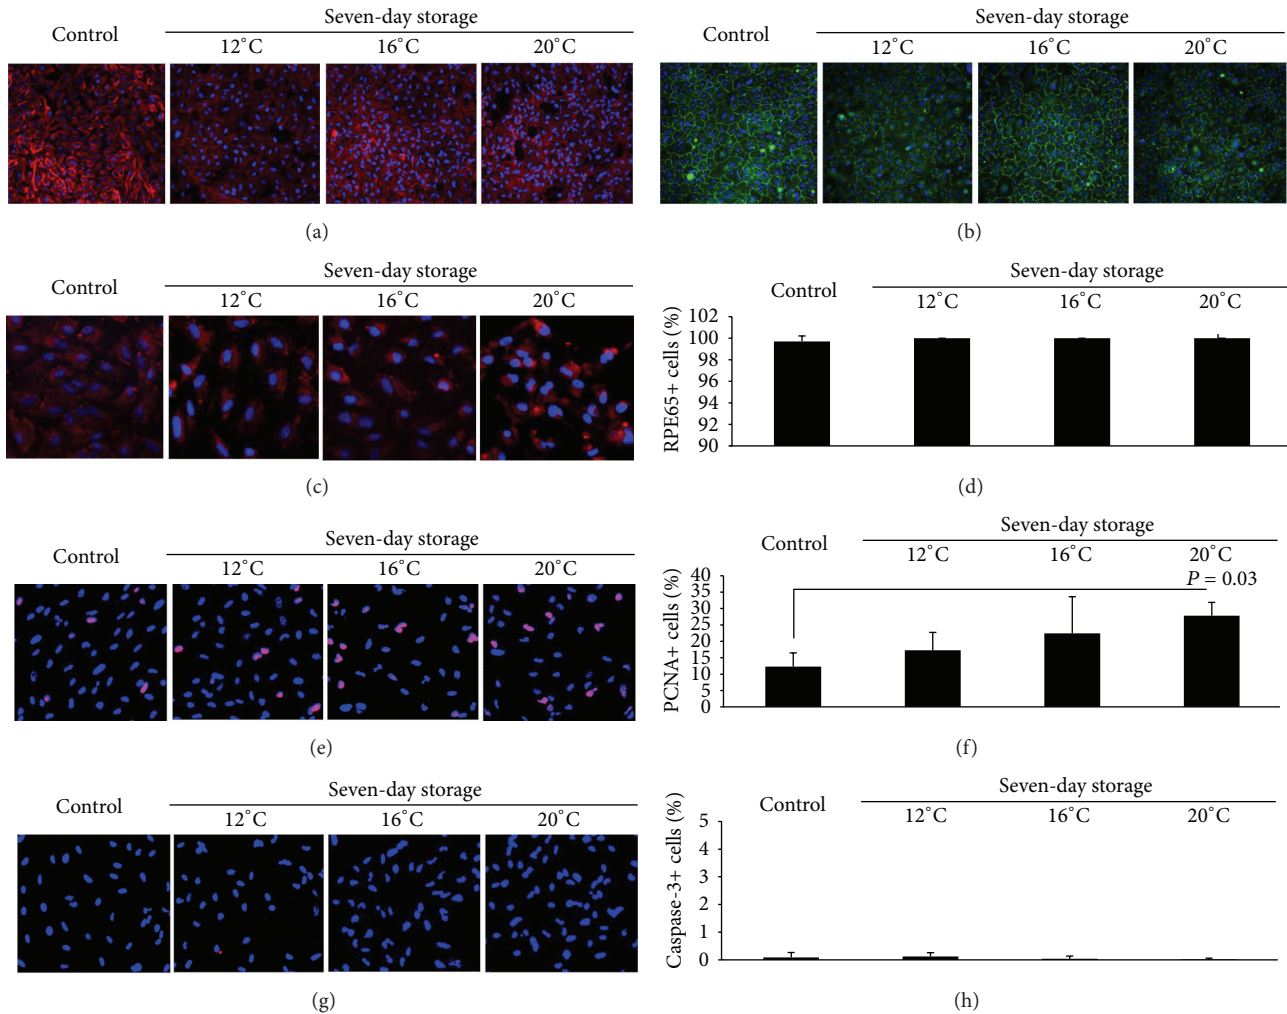 Seven-day storage
Control
12°C 16°C 20°C
(a)
Seven-day storage
Control
12°C 16°C 20°C
(b)
Seven-day storage
Control
12°C 16°C 20°C
(c)
Seven-day storage
Control
12°C 16°C 20°C
RPE65+ cells (%)
102
100
98
96
94
92
90
(d)
Seven-day storage
Control
12°C 16°C 20°C
(e)
Seven-day storage
Control
12°C 16°C 20°C
P = 0.03
PCNA+ cells (%)
40
35
30
25
20
15
10
5
0
(f)
Seven-day storage
Control
12°C 16°C 20°C
(g)
Seven-day storage
Control
12°C 16°C 20°C
Caspase-3+ cells (%)
5
4
3
2
1
0
(h)